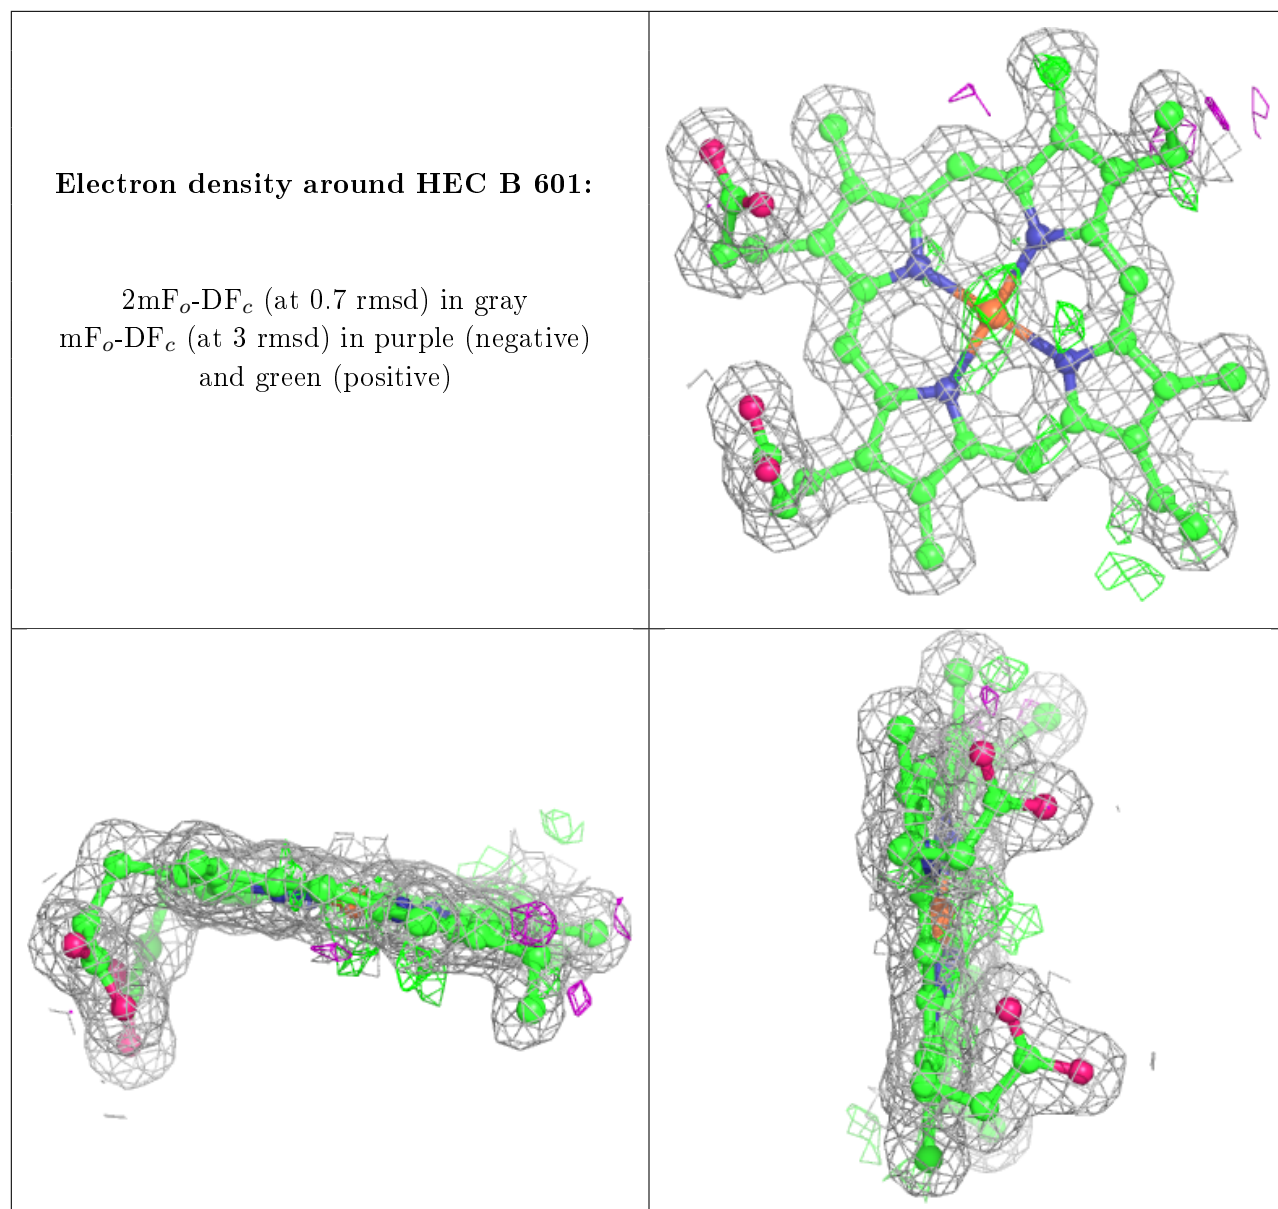 Electron density around HEC B 601:
2mFo-DFc (at 0.7 rmsd) in gray
mFo-DFc (at 3 rmsd) in purple (negative)
and green (positive)